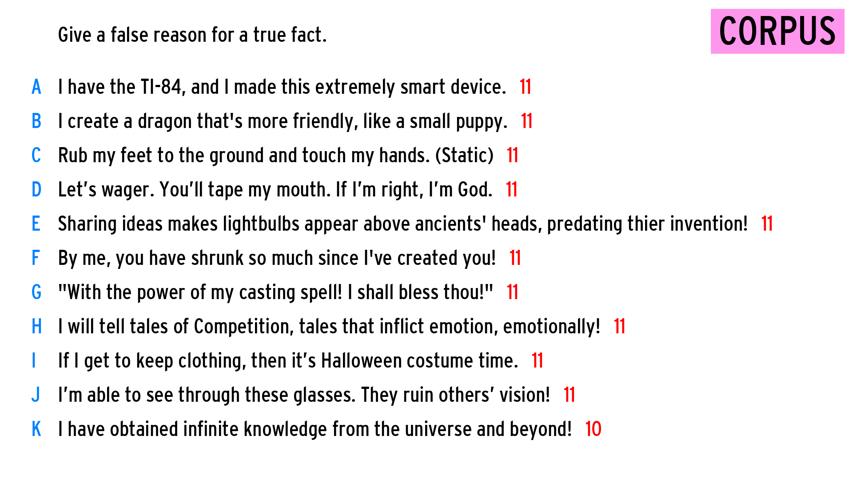 Give a false reason for a true fact.
CORPUS
A I have the TI-84, and I made this extremely smart device. 11
B I create a dragon that's more friendly, like a small puppy. 11
C Rub my feet to the ground and touch my hands. (Static) 11
D Let’s wager. You’ll tape my mouth. If I’m right, I’m God. 11
E Sharing ideas makes lightbulbs appear above ancients' heads, predating thier invention! 11
F By me, you have shrunk so much since I've created you! 11
G "With the power of my casting spell! I shall bless thou!" 11
H I will tell tales of Competition, tales that inflict emotion, emotionally! 11
I If I get to keep clothing, then it’s Halloween costume time. 11
J I’m able to see through these glasses. They ruin others’ vision! 11
K I have obtained infinite knowledge from the universe and beyond! 10